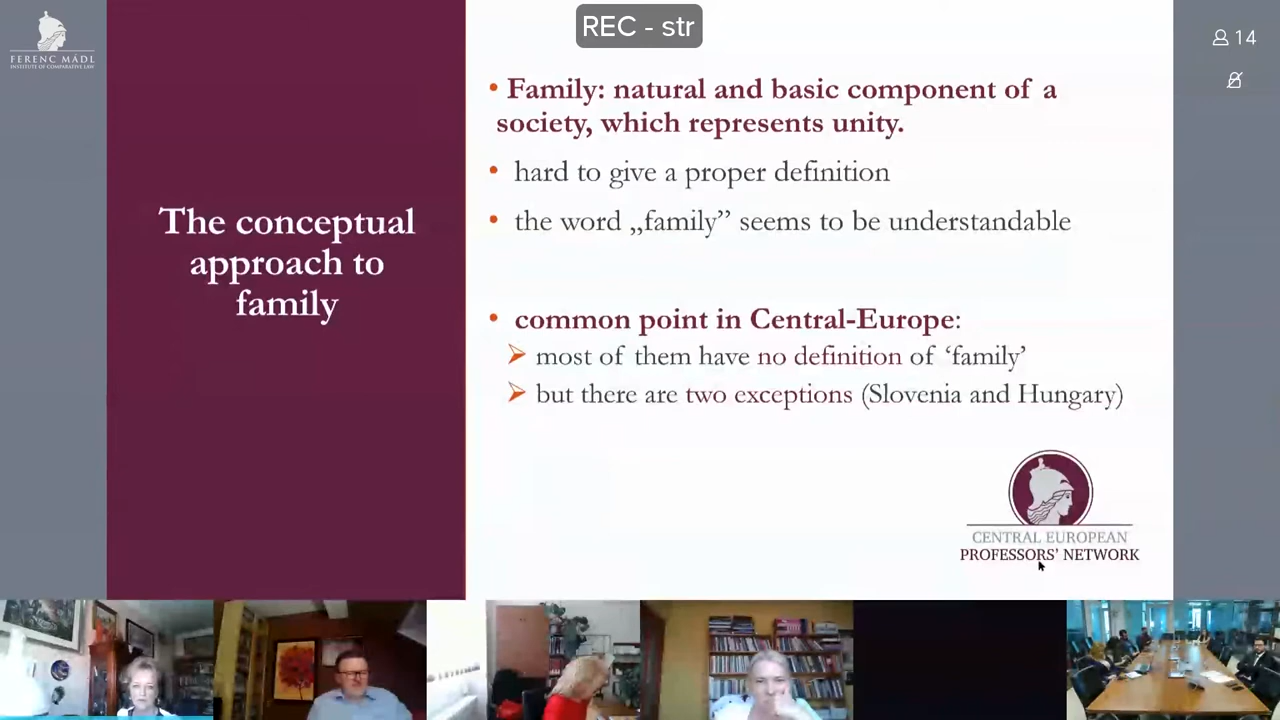 REC - str
14
FERENC MÁDL
INSTITUTE OF COMPARATIVE LAW
The conceptual
approach to
family
• Family: natural and basic component of a
society, which represents unity.
• hard to give a proper definition
• the word „family” seems to be understandable
• common point in Central-Europe:
most of them have no definition of ‘family’
but there are two exceptions (Slovenia and Hungary)
CENTRAL EUROPEAN
PROFESSORS’ NETWORK